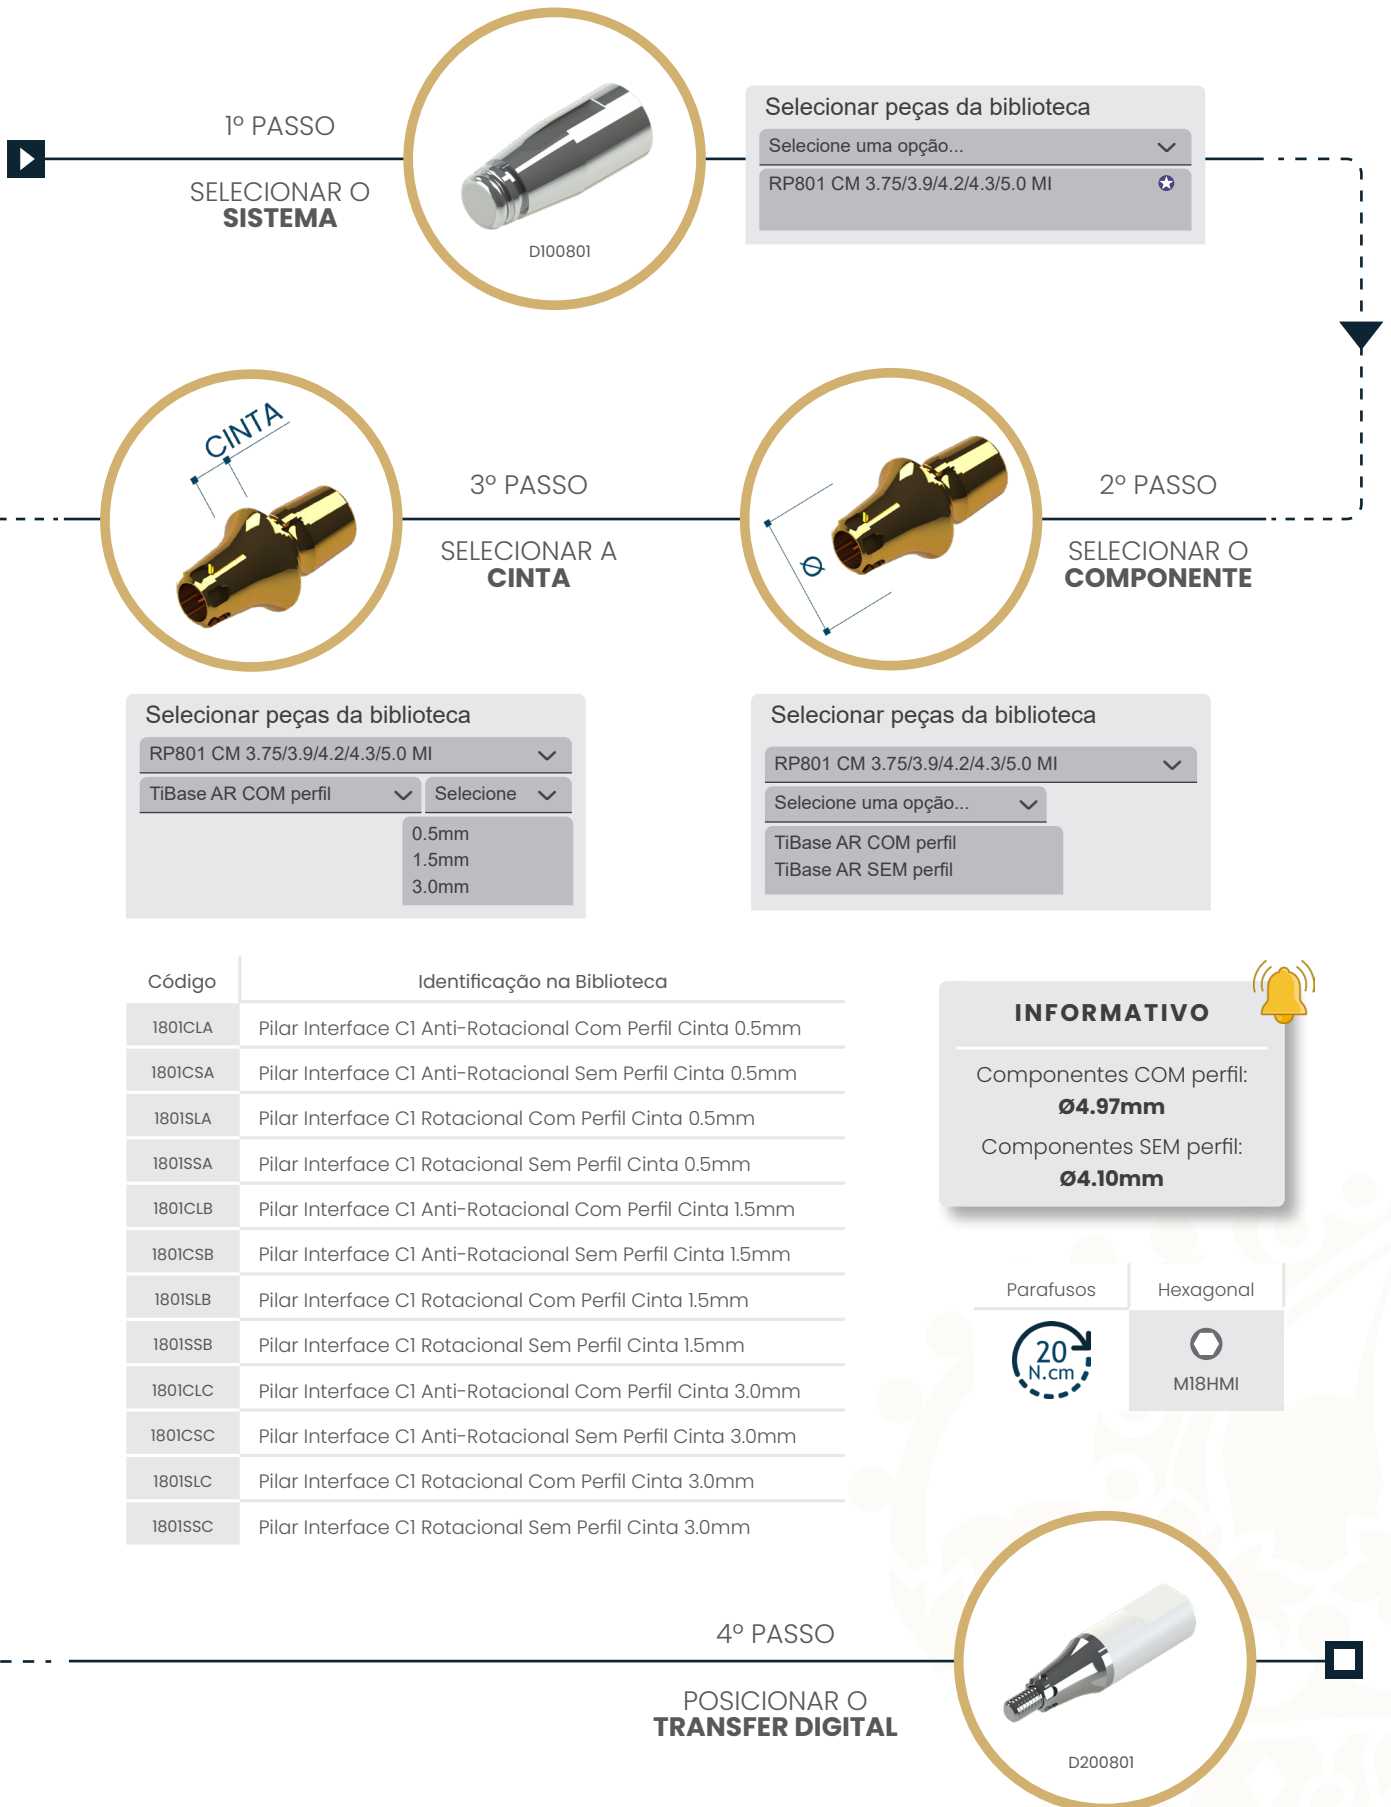 1º PASSO
SELECIONAR O
SISTEMA
D100801
Selecionar peças da biblioteca
Selecione uma opção...
RP801 CM 3.75/3.9/4.2/4.3/5.0 MI
CINTA
3º PASSO
SELECIONAR A
CINTA
Ø
2º PASSO
SELECIONAR O
COMPONENTE
Selecionar peças da biblioteca
RP801 CM 3.75/3.9/4.2/4.3/5.0 MI
TiBase AR COM perfil
Selecione
0.5mm
1.5mm
3.0mm
Selecionar peças da biblioteca
RP801 CM 3.75/3.9/4.2/4.3/5.0 MI
Selecione uma opção...
TiBase AR COM perfil
TiBase AR SEM perfil
Código Identificação na Biblioteca
1801CLA Pilar Interface C1 Anti-Rotacional Com Perfil Cinta 0.5mm
1801CSA Pilar Interface C1 Anti-Rotacional Sem Perfil Cinta 0.5mm
1801SLA Pilar Interface C1 Rotacional Com Perfil Cinta 0.5mm
1801SSA Pilar Interface C1 Rotacional Sem Perfil Cinta 0.5mm
1801CLB Pilar Interface C1 Anti-Rotacional Com Perfil Cinta 1.5mm
1801CSB Pilar Interface C1 Anti-Rotacional Sem Perfil Cinta 1.5mm
1801SLB Pilar Interface C1 Rotacional Com Perfil Cinta 1.5mm
1801SSB Pilar Interface C1 Rotacional Sem Perfil Cinta 1.5mm
1801CLC Pilar Interface C1 Anti-Rotacional Com Perfil Cinta 3.0mm
1801CSC Pilar Interface C1 Anti-Rotacional Sem Perfil Cinta 3.0mm
1801SLC Pilar Interface C1 Rotacional Com Perfil Cinta 3.0mm
1801SSC Pilar Interface C1 Rotacional Sem Perfil Cinta 3.0mm
INFORMATIVO
Componentes COM perfil:
Ø4.97mm
Componentes SEM perfil:
Ø4.10mm
Parafusos Hexagonal
20
N.cm
M18HMI
4º PASSO
POSICIONAR O
TRANSFER DIGITAL
D200801